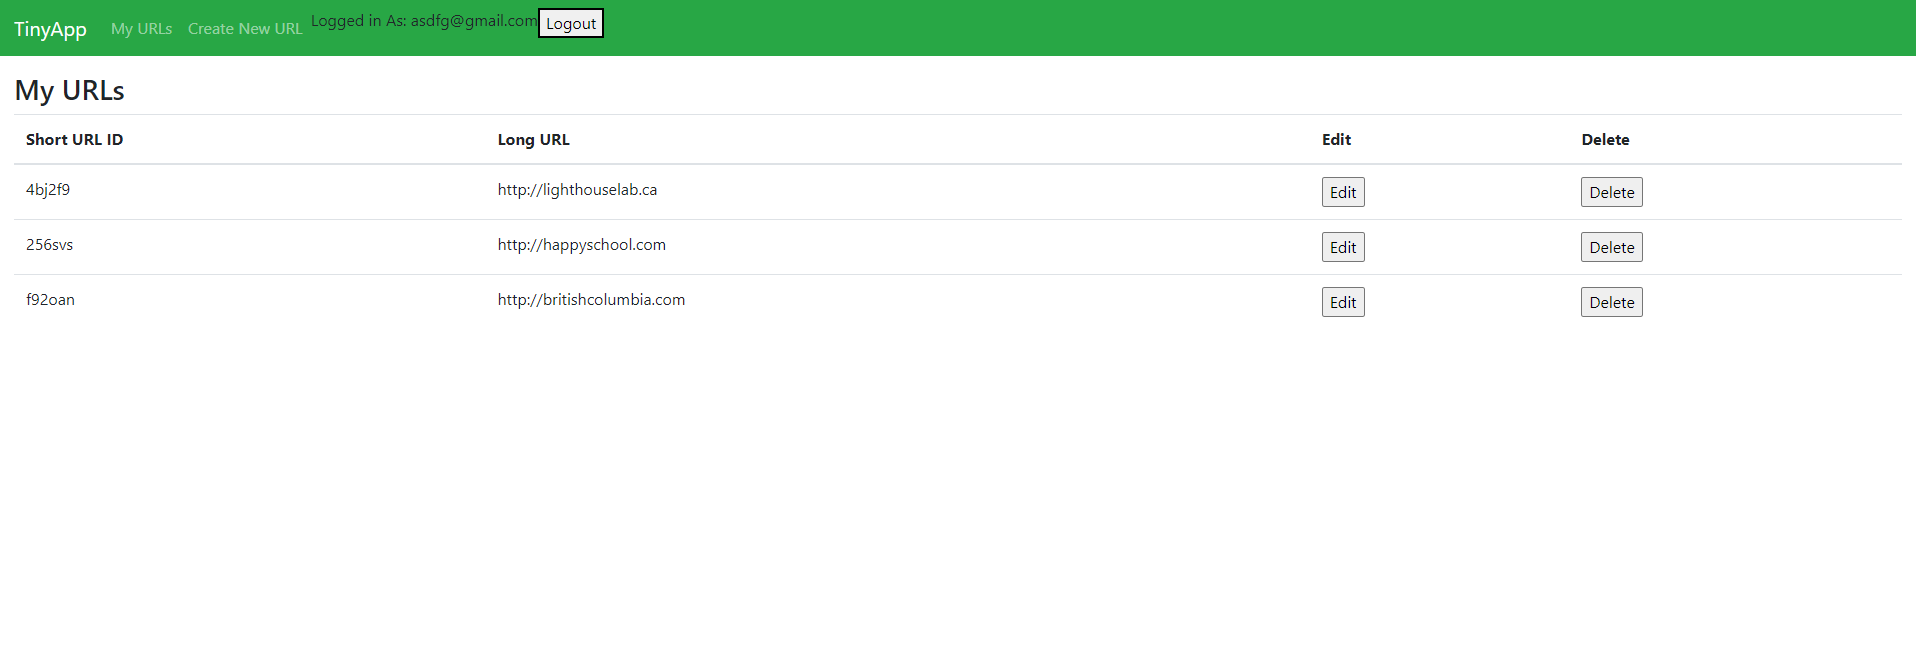 TinyApp My URLs Create New URL Logged in As: asdfg@gmail.com Logout
My URLs
Short URL ID Long URL Edit Delete
4bj2f9 http://lighthouselab.ca Edit Delete
256svs http://happyschool.com Edit Delete
f92oan http://britishcolumbia.com Edit Delete